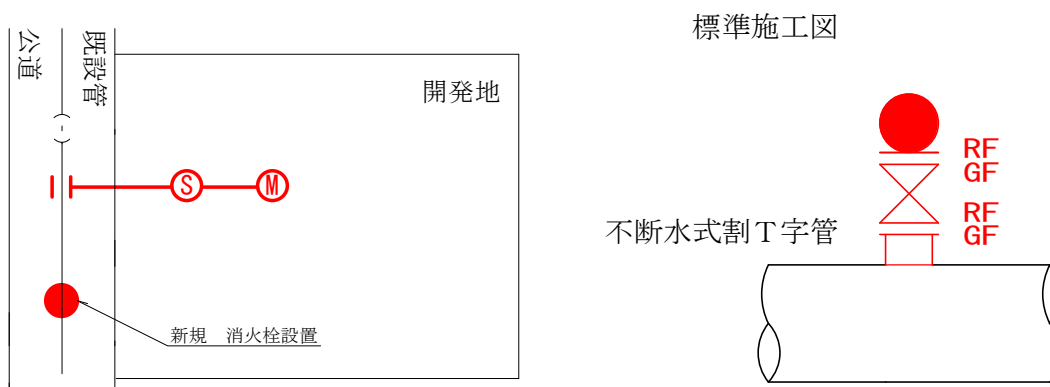 公道
既設管
(-)
開発地
S
M
新規 消火栓設置
標準施工図
RF
GF
RF
GF
不断水式割T字管